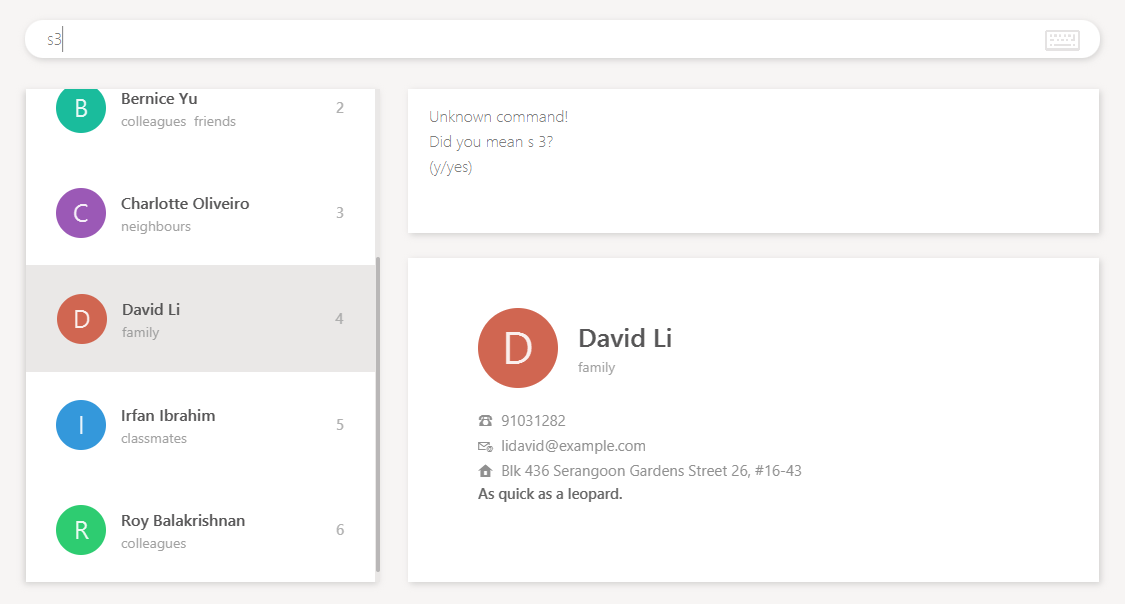 s3
B
Bernice Yu
2
colleagues friends
C
Charlotte Oliveiro
3
neighbours
D
David Li
4
family
I
Irfan Ibrahim
5
classmates
R
Roy Balakrishnan
6
colleagues
Unknown command!
Did you mean s 3?
(y/yes)
D
David Li
family
91031282
lidavid@example.com
Blk 436 Serangoon Gardens Street 26, #16-43
As quick as a leopard.